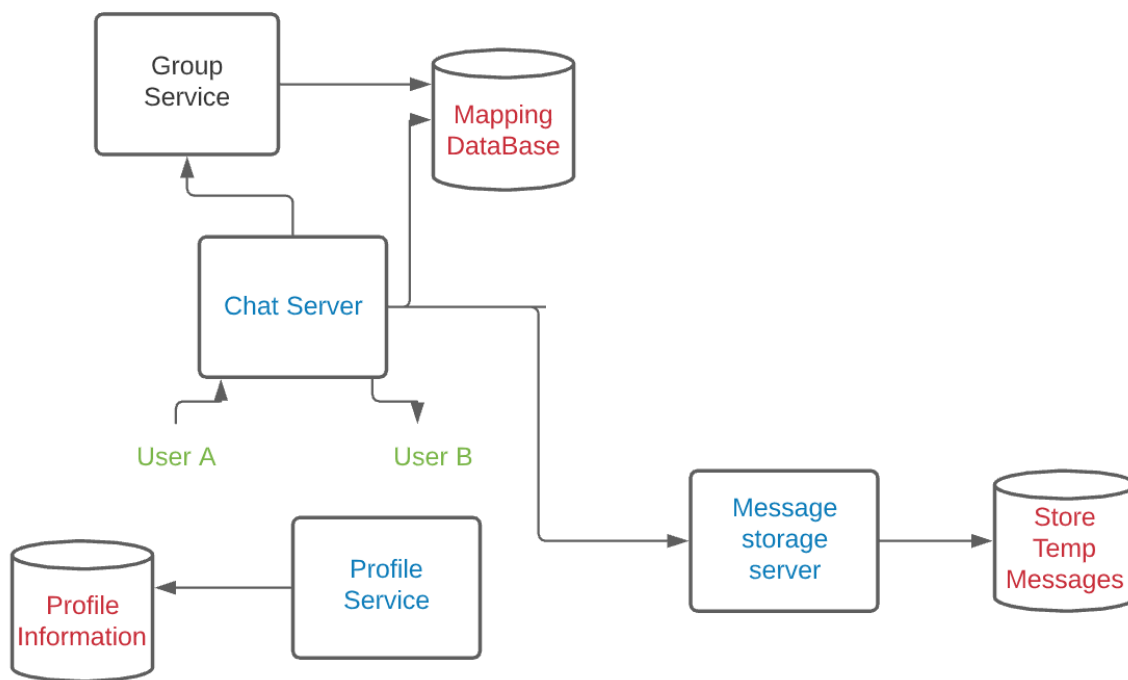 Group
Service
Mapping
DataBase
Chat Server
User A
User B
Message
storage
server
Store
Temp
Messages
Profile
Service
Profile
Information